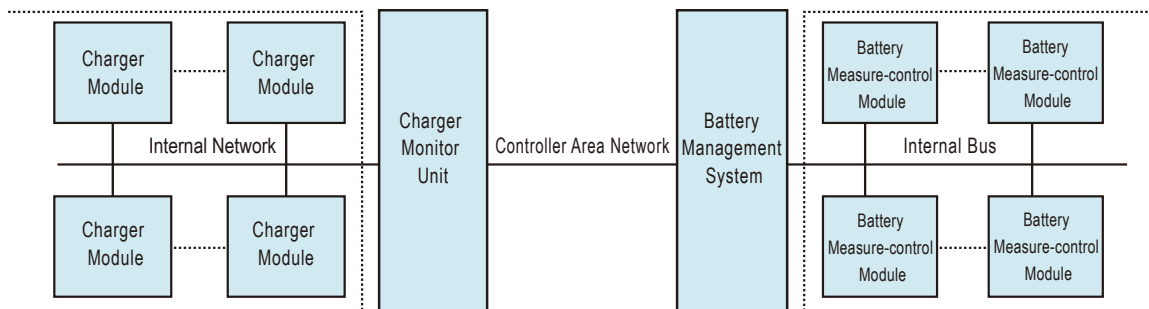 Charger
Module
Charger
Module
Internal Network
Charger
Module
Charger
Module
Charger
Monitor
Unit
Controller Area Network
Battery
Management
System
Battery
Measure-control
Module
Battery
Measure-control
Module
Internal Bus
Battery
Measure-control
Module
Battery
Measure-control
Module